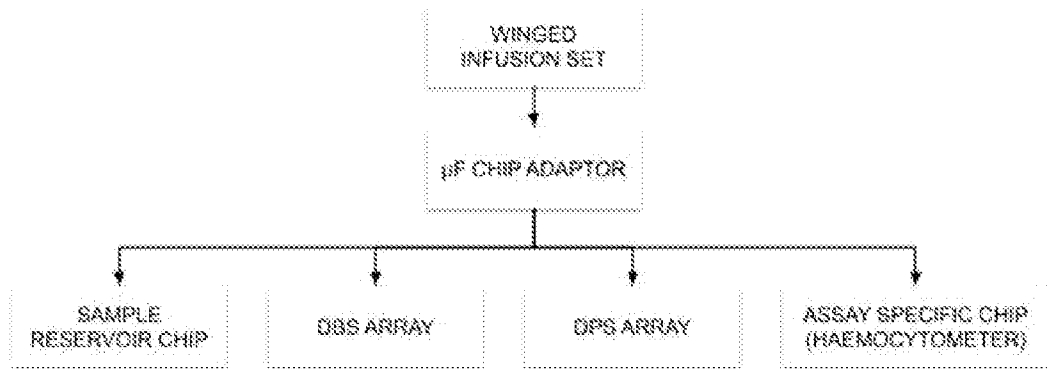 WINGED
INFUSION SET
µF CHIP ADAPTOR
SAMPLE
RESERVOIR CHIP
DBS ARRAY
DPS ARRAY
ASSAY SPECIFIC CHIP
(HAEMOCYTOMETER)